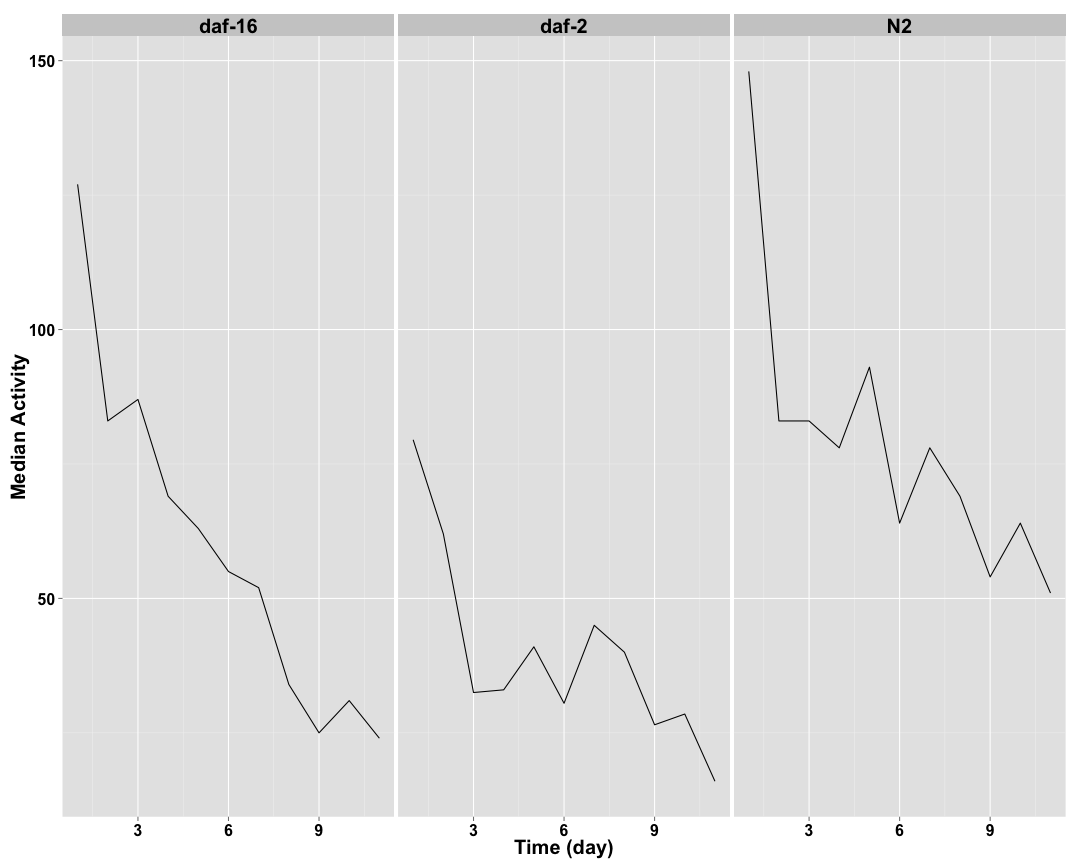 daf-16 daf-2 N2
150
100
50
Median Activity
3 6 9 3 6 9 3 6 9
Time (day)